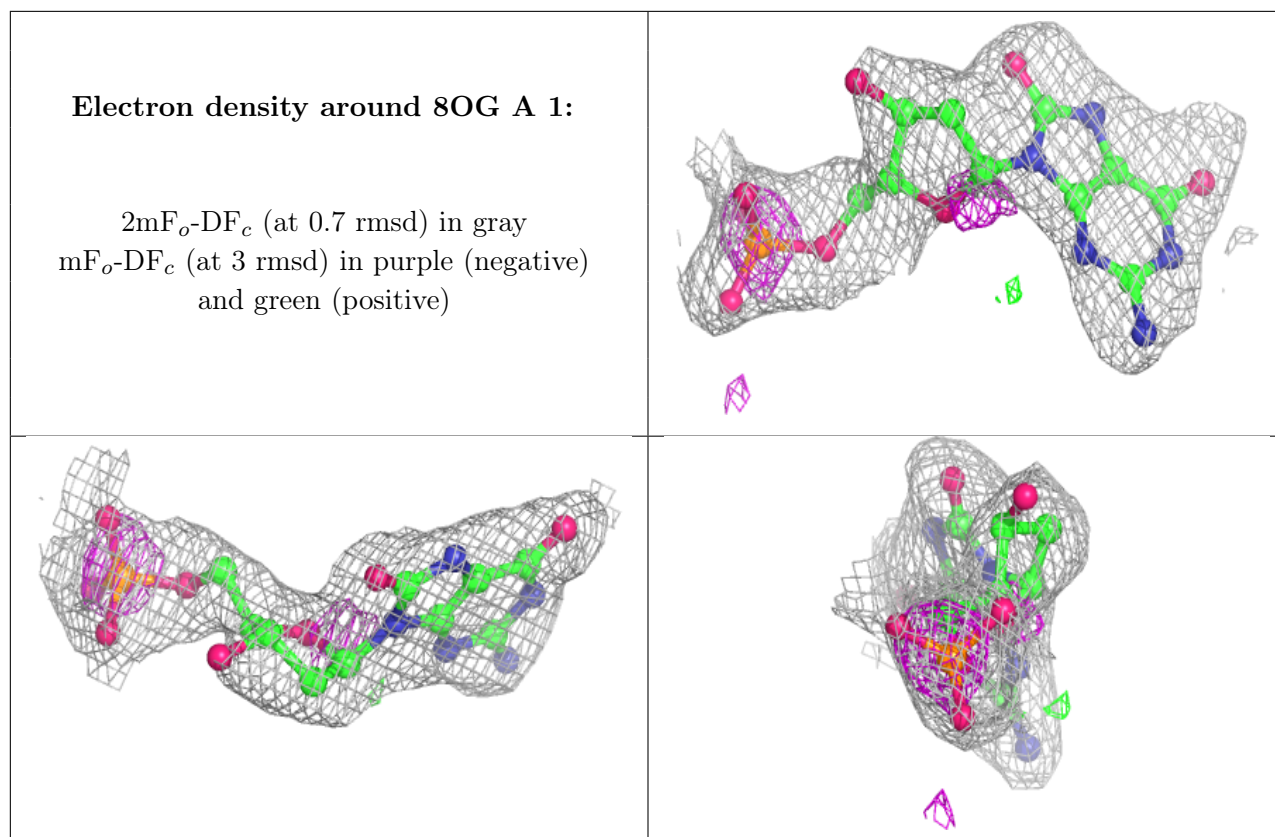 Electron density around 8OG A 1:
2mFo-DFc (at 0.7 rmsd) in gray
mFo-DFc (at 3 rmsd) in purple (negative)
and green (positive)